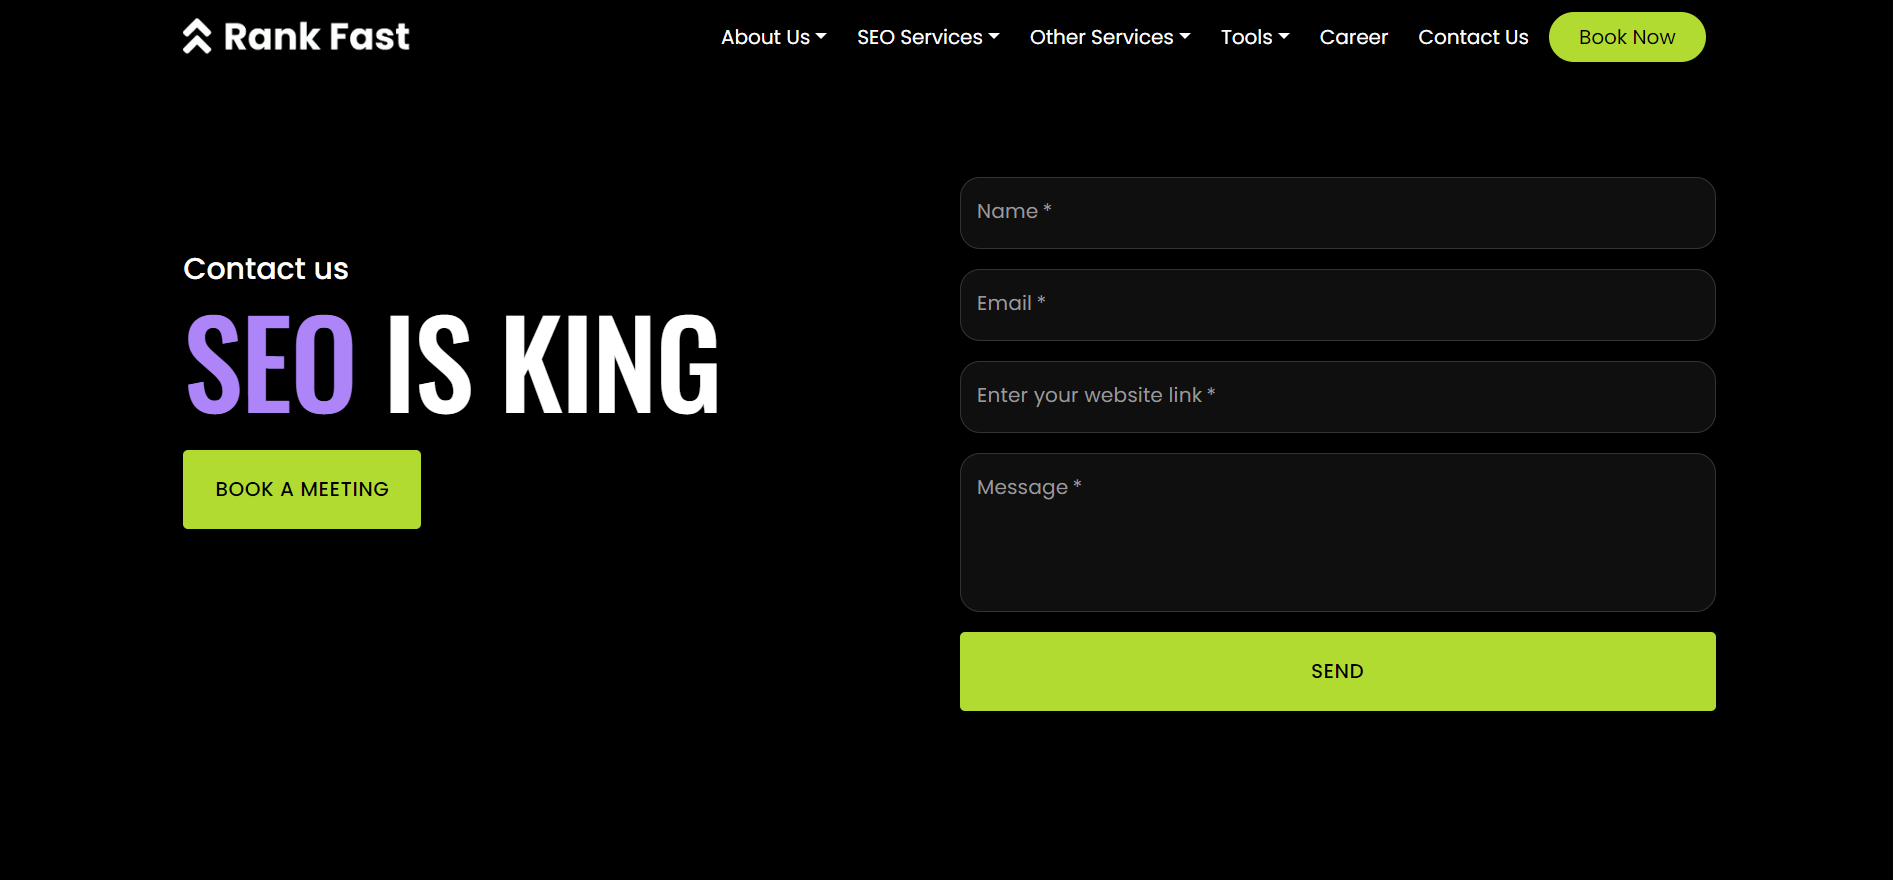 Rank Fast
About Us
SEO Services
Other Services
Tools
Career
Contact Us
Book Now
Contact us
SEO IS KING
BOOK A MEETING
Name *
Email *
Enter your website link *
Message *
SEND